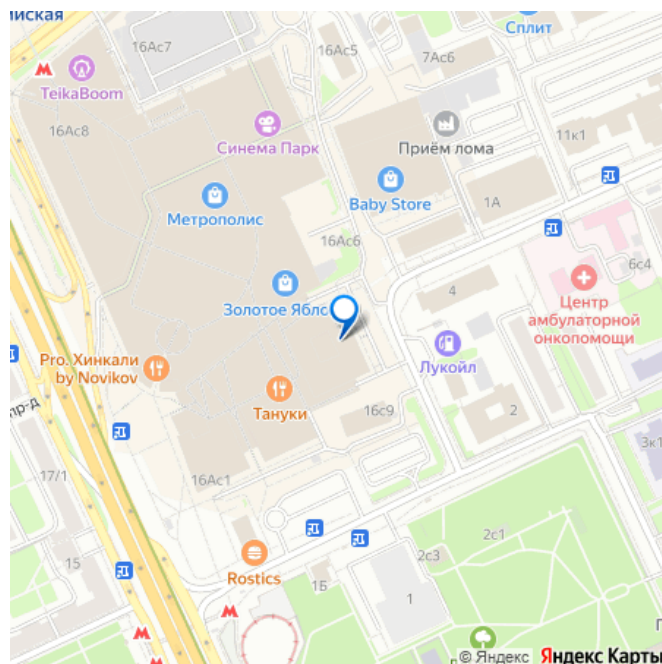 йская
16Ас7
16Ас5
Сплит
7Ас6
TeikaBoom
16Ас8
Синема Парк
Приём лома
11к1
Метрополис
Baby Store
1А
16Ас6
6с4
Золотое Ябло
4
Центр
амбулаторной
онкопомощи
Pro. Хинкали
by Novikov
Лукойл
Тануки
16с9
2
пр-д
3к1
17/1
16Ас1
2с1
15
2с3
Rostics
1Б
1
© Яндекс Яндекс Карты